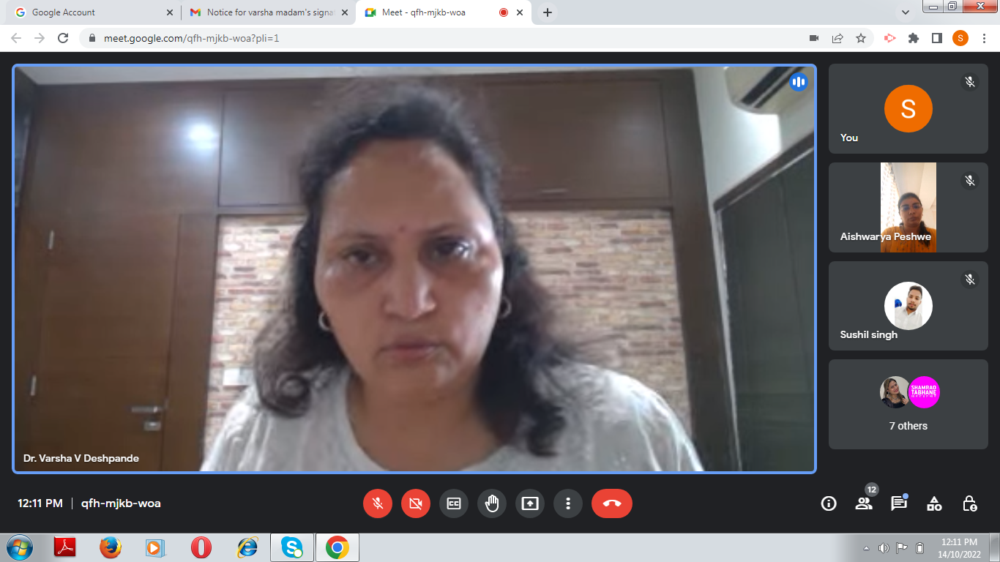 Google Account
Notice for varsha madam's signa
Meet - qfh-mjkb-woa
meet.google.com/qfh-mjkb-woa?pli=1
S
S
You
Aishwarya Peshwe
Sushil singh
SHAMRAO
TABHANE
7 others
Dr. Varsha V Deshpande
12:11 PM
qfh-mjkb-woa
CC
12
12:11 PM
14/10/2022